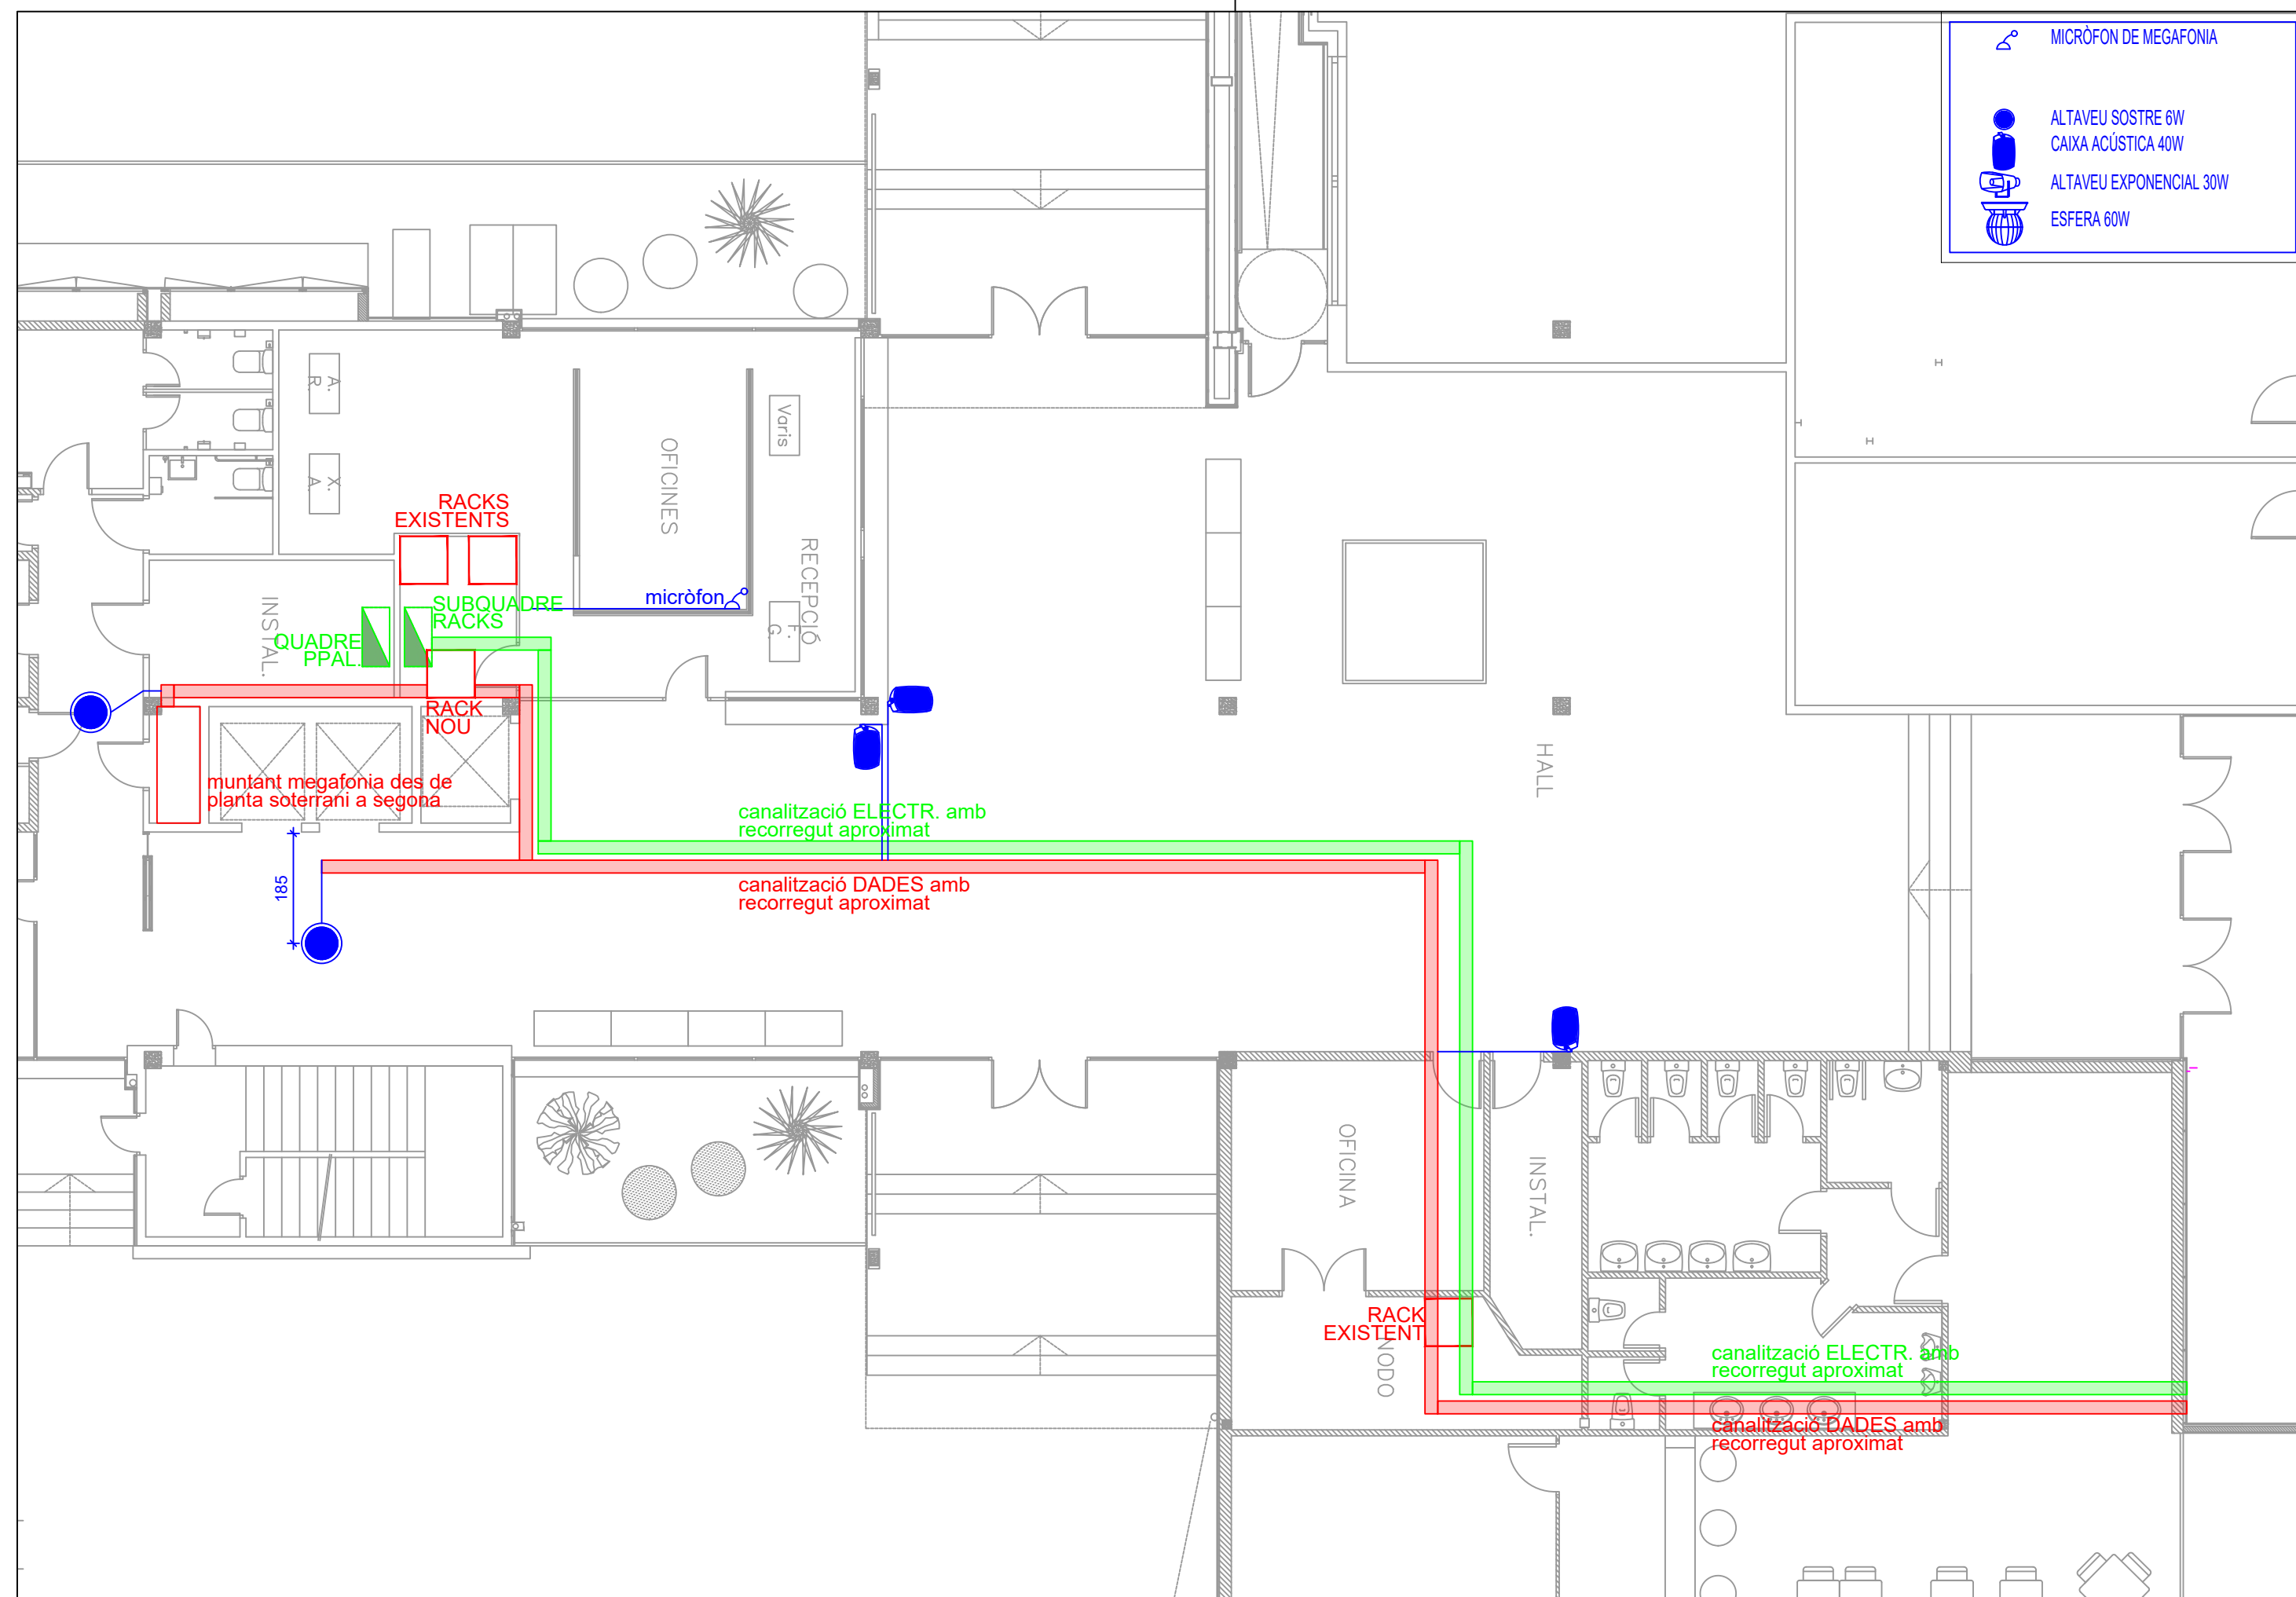 MICRÒFON DE MEGAFONIA
ALTAVEU SOSTRE 6W
CAIXA ACÚSTICA 40W
ALTAVEU EXPONENCIAL 30W
ESFERA 60W
A.
R.
X.
A.
OFICINES
Varis
RECEPCIÓ
F.
G.
RACKS
EXISTENTS
micròfon
SUBQUADRE
RACKS
QUADRE
PPAL.
INSTAL.
RACK
NOU
muntant megafonia des de
planta soterrani a segona
185
HALL
canalització ELECTR. amb
recorregut aproximat
canalització DADES amb
recorregut aproximat
OFICINA
INSTAL.
RACK
EXISTENT
NODO
canalització ELECTR. amb
recorregut aproximat
canalització DADES amb
recorregut aproximat